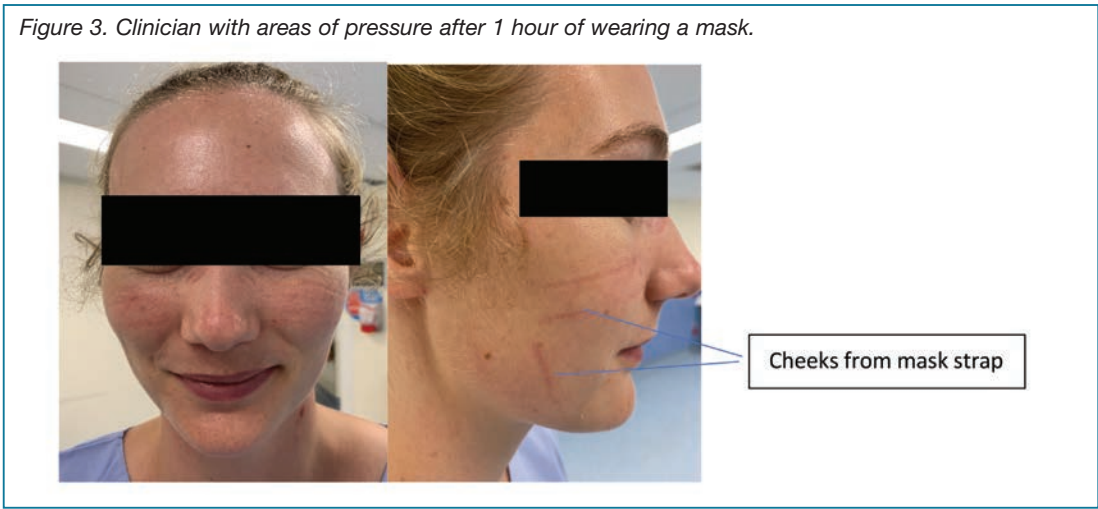 Figure 3. Clinician with areas of pressure after 1 hour of wearing a mask.
Cheeks from mask strap